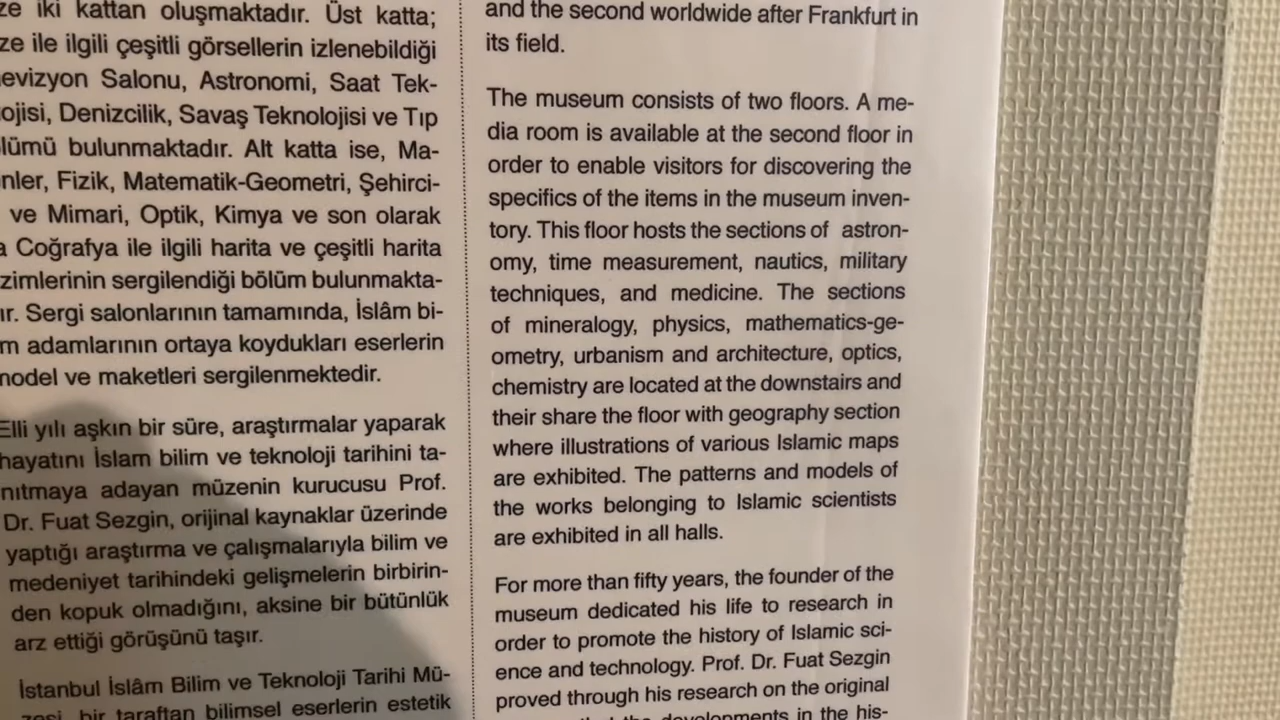 iki kattan oluşmaktadır. Üst katta;
ile ilgili çeşitli görsellerin izlenebildiği
Salonu, Astronomi, Saat Tek-
Denizcilik, Savaş Teknolojisi ve Tıp
bulunmaktadır. Alt katta ise, Ma-
Fizik, Matematik-Geometri, Şehirci-
ve Mimari, Optik, Kimya ve son olarak
Coğrafya ile ilgili harita ve çeşitli harita
sergilendiği bölüm bulunmakta-
Sergi salonlarının tamamında, İslâm bi-
adamlarının ortaya koydukları eserlerin
model ve maketleri sergilenmektedir.
Elli yılı aşkın bir süre, araştırmalar yaparak
hayatını İslam bilim ve teknoloji tarihini ta-
nıtmaya adayan müzenin kurucusu Prof.
Dr. Fuat Sezgin, orijinal kaynaklar üzerinde
yaptığı araştırma ve çalışmalarıyla bilim ve
medeniyet tarihindeki gelişmelerin birbirin-
den kopuk olmadığını, aksine bir bütünlük
arz ettiği görüşünü taşır.
İstanbul İslâm Bilim ve Teknoloji Tarihi Mü-
zesi, bir taraftan bilimsel eserlerin estetik
and the second worldwide after Frankfurt in
its field.
The museum consists of two floors. A me-
dia room is available at the second floor in
order to enable visitors for discovering the
specifics of the items in the museum inven-
tory. This floor hosts the sections of astron-
omy, time measurement, nautics, military
techniques, and medicine. The sections
of mineralogy, physics, mathematics-ge-
ometry, urbanism and architecture, optics,
chemistry are located at the downstairs and
their share the floor with geography section
where illustrations of various Islamic maps
are exhibited. The patterns and models of
the works belonging to Islamic scientists
are exhibited in all halls.
For more than fifty years, the founder of the
museum dedicated his life to research in
order to promote the history of Islamic sci-
ence and technology. Prof. Dr. Fuat Sezgin
proved through his research on the original
that the developments in the his-